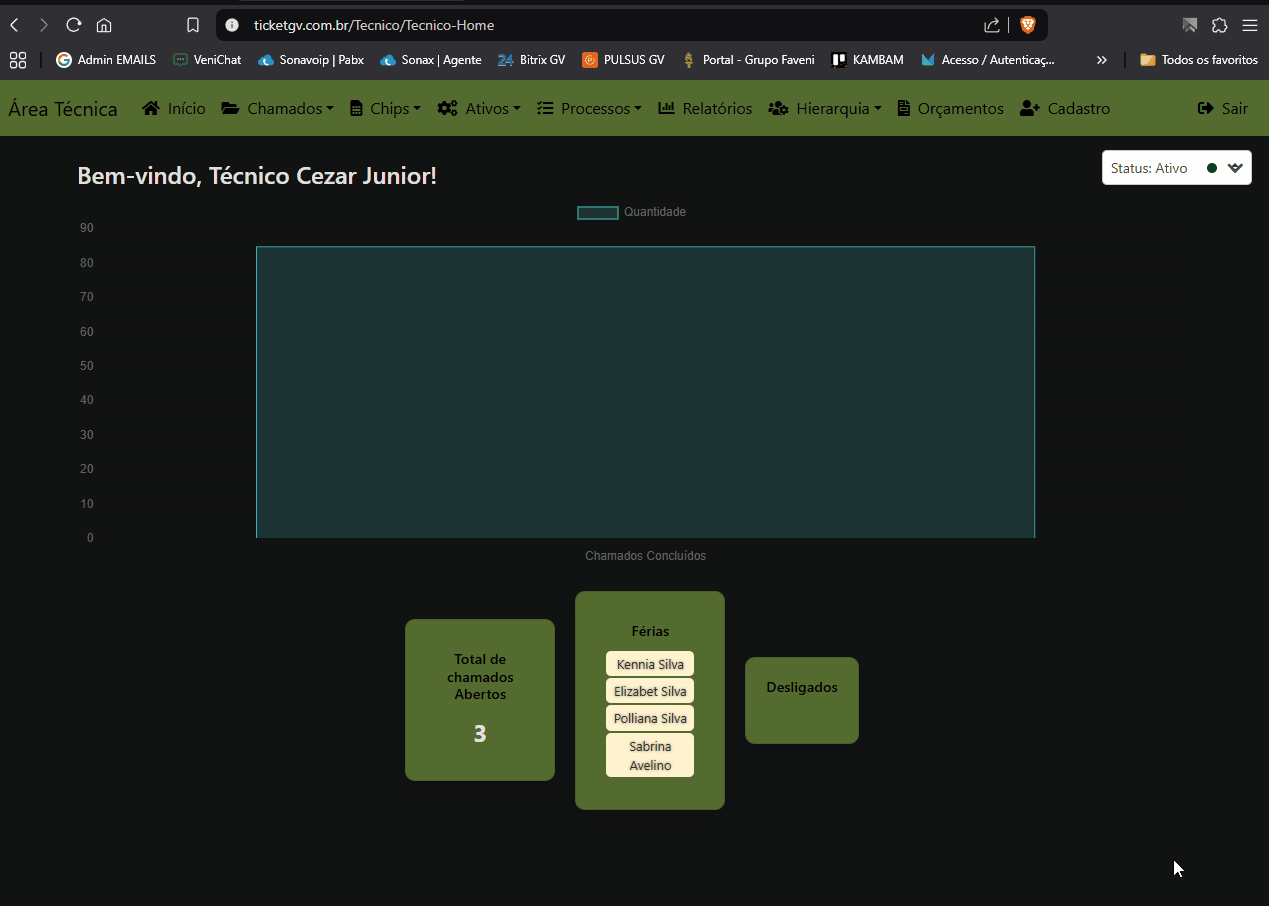 ticketgv.com.br/Tecnico/Tecnico-Home
Admin EMAILS VeniChat Sonavoip | Pabx Sonax | Agente 24 Bitrix GV PULSUS GV Portal - Grupo Faveni KAMBAM Acesso / Autenticaç... » Todos os favoritos
Área Técnica Início Chamados Chips Ativos Processos Relatórios Hierarquia Orçamentos Cadastro Sair
Bem-vindo, Técnico Cezar Junior!
Status: Ativo
Quantidade
90
80
70
60
50
40
30
20
10
0
Chamados Concluídos
Total de
chamados
Abertos
3
Férias
Kennia Silva
Elizabet Silva
Polliana Silva
Sabrina
Avelino
Desligados